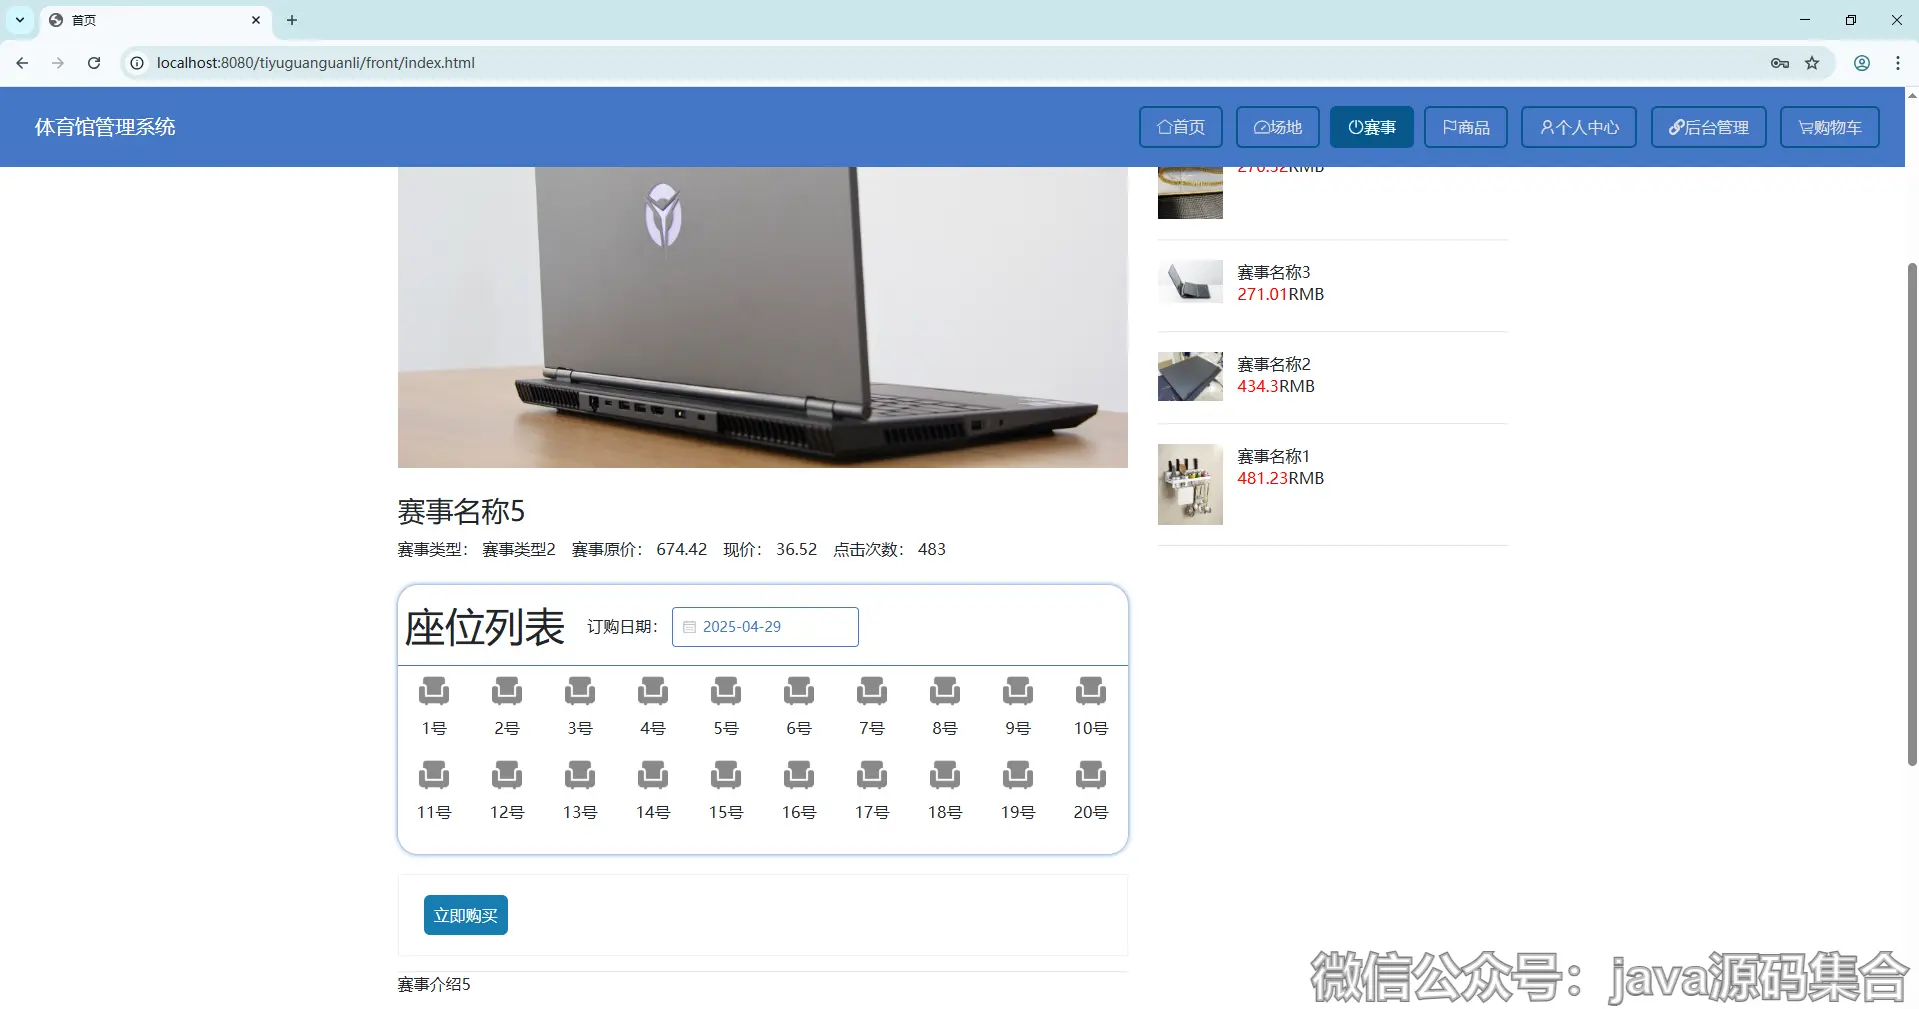 首页
localhost:8080/tiyuguanguanli/front/index.html
体育馆管理系统
首页 场地 赛事 商品 个人中心 后台管理 购物车
270.52RMB
赛事名称3
271.01RMB
赛事名称2
434.3RMB
赛事名称1
481.23RMB
赛事名称5
赛事类型： 赛事类型2 赛事原价： 674.42 现价： 36.52 点击次数： 483
座位列表 订购日期： 2025-04-29
1号 2号 3号 4号 5号 6号 7号 8号 9号 10号
11号 12号 13号 14号 15号 16号 17号 18号 19号 20号
立即购买
赛事介绍5
微信公众号：java源码集合